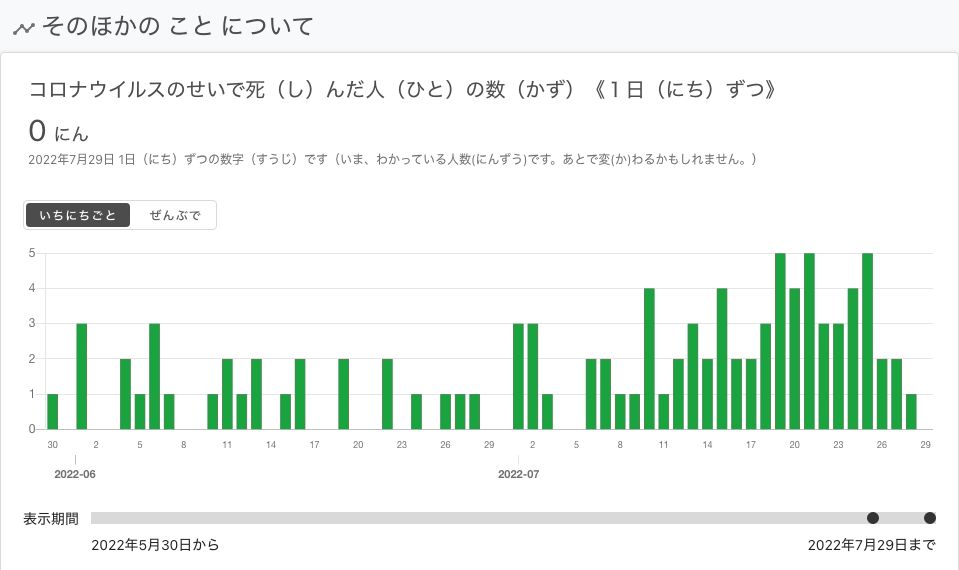 そのほかの こと について
コロナウイルスのせいで死（し）んだ人（ひと）の数（かず）《１日（にち）ずつ》
0 にん
2022年7月29日 1日（にち）ずつの数字（すうじ）です（いま、わかっている人数(にんずう)です。あとで変(か)わるかもしれません。）
いちにちごと ぜんぶで
5
4
3
2
1
0
30 2 5 8 11 14 17 20 23 26 29 2 5 8 11 14 17 20 23 26 29
2022-06 2022-07
表示期間
2022年5月30日から 2022年7月29日まで